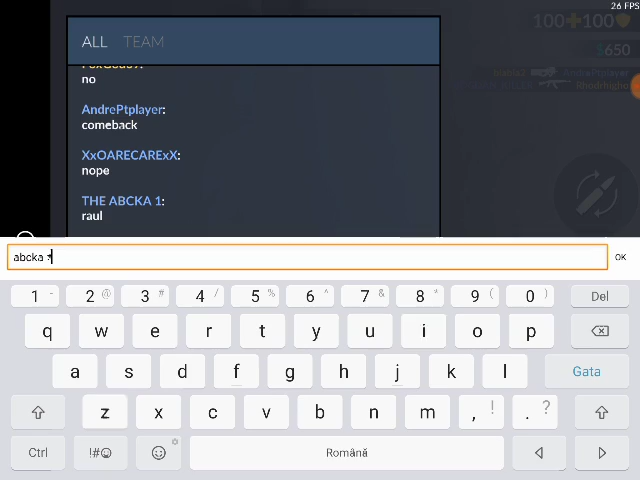 26 FPS
100 100
$650
ALL TEAM
no
AndrePtplayer:
comeback
XxOARECARExX:
nope
THE ABCKA 1:
raul
abcka *
OK
1 - 2 @ 3 # 4 / 5 % 6 ^ 7 & 8 * 9 ( 0 ) Del
q w e r t y u i o p
a s d f g h j k l Gata
z x c v b n m , ! . ?
Ctrl !#☺ Română